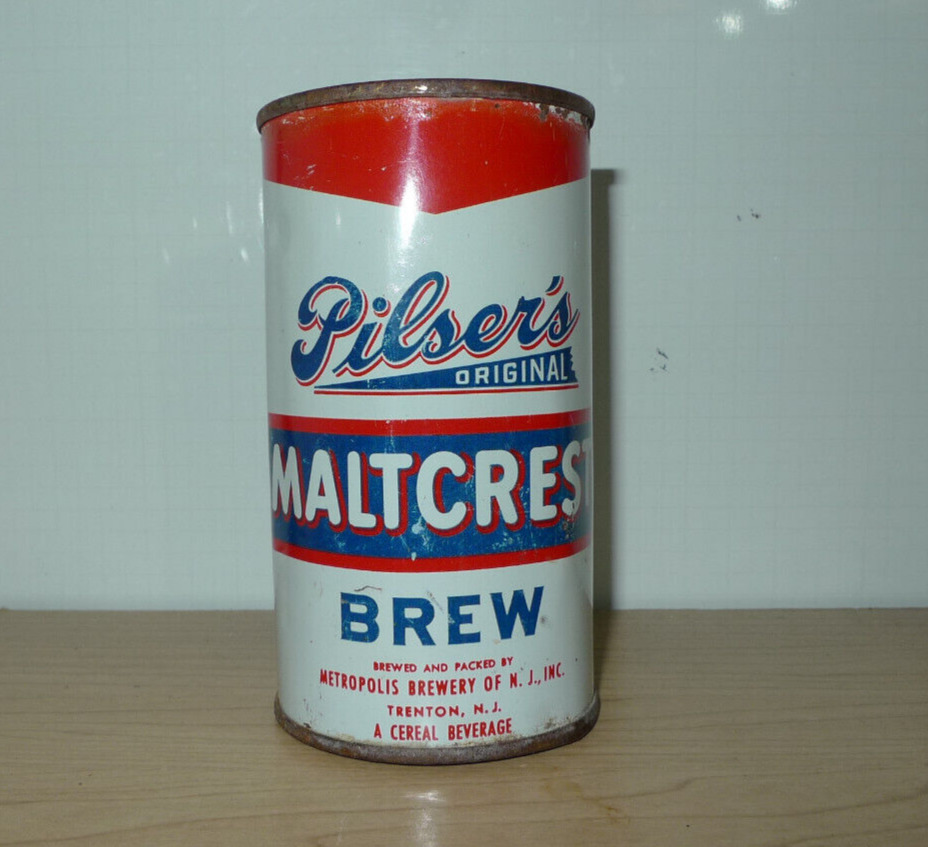 Pilser's
ORIGINAL
MALTCREST
BREW
BREWED AND PACKED BY
METROPOLIS BREWERY OF N. J., INC.
TRENTON, N. J.
A CEREAL BEVERAGE